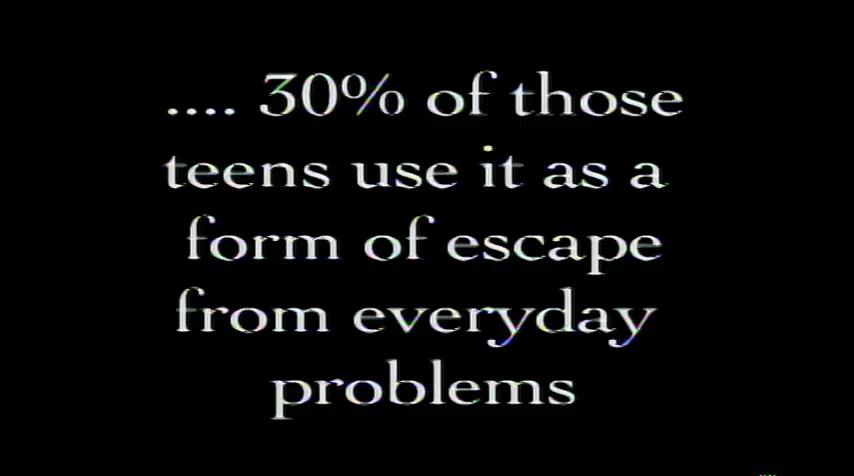 .... 30% of those
teens use it as a
form of escape
from everyday
problems